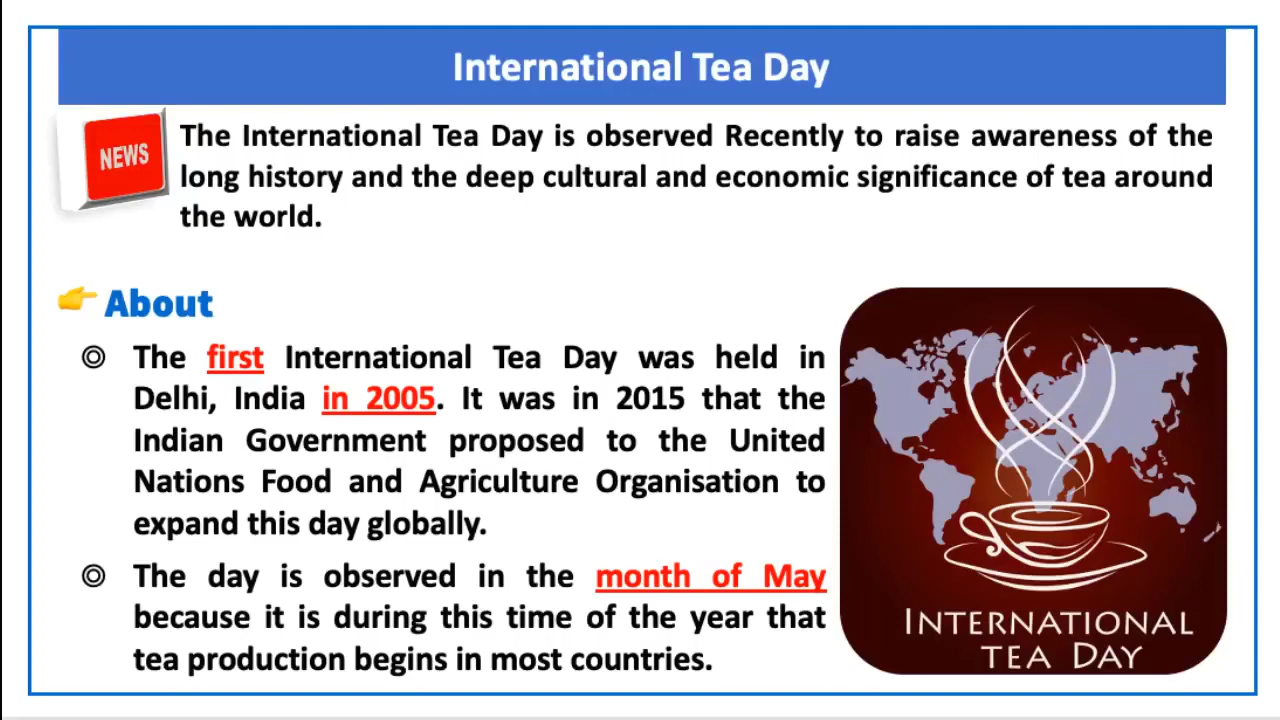 International Tea Day
NEWS
The International Tea Day is observed Recently to raise awareness of the
long history and the deep cultural and economic significance of tea around
the world.
About
The first International Tea Day was held in
Delhi, India in 2005. It was in 2015 that the
Indian Government proposed to the United
Nations Food and Agriculture Organisation to
expand this day globally.
The day is observed in the month of May
because it is during this time of the year that
tea production begins in most countries.
INTERNATIONAL
TEA DAY